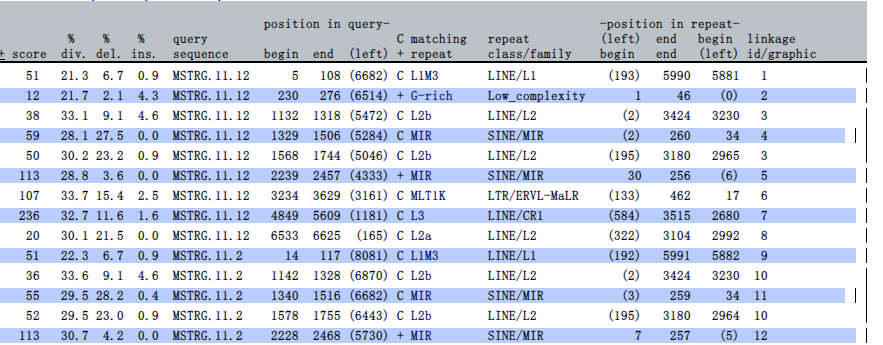 position in query- -position in repeat-
% % % query C matching repeat (left) end begin linkage
+ score div. del. ins. sequence begin end (left) + repeat class/family begin end (left) id/graphic
51 21.3 6.7 0.9 MSTRG.11.12 5 108 (6682) C L1M3 LINE/L1 (193) 5990 5881 1
12 21.7 2.1 4.3 MSTRG.11.12 230 276 (6514) + G-rich Low_complexity 1 46 (0) 2
38 33.1 9.1 4.6 MSTRG.11.12 1132 1318 (5472) C L2b LINE/L2 (2) 3424 3230 3
59 28.1 27.5 0.0 MSTRG.11.12 1329 1506 (5284) C MIR SINE/MIR (2) 260 34 4
50 30.2 23.2 0.9 MSTRG.11.12 1568 1744 (5046) C L2b LINE/L2 (195) 3180 2965 3
113 28.8 3.6 0.0 MSTRG.11.12 2239 2457 (4333) + MIR SINE/MIR 30 256 (6) 5
107 33.7 15.4 2.5 MSTRG.11.12 3234 3629 (3161) C MLT1K LTR/ERVL-MaLR (133) 462 17 6
236 32.7 11.6 1.6 MSTRG.11.12 4849 5609 (1181) C L3 LINE/CR1 (584) 3515 2680 7
20 30.1 21.5 0.0 MSTRG.11.12 6533 6625 (165) C L2a LINE/L2 (322) 3104 2992 8
51 22.3 6.7 0.9 MSTRG.11.2 14 117 (8081) C L1M3 LINE/L1 (192) 5991 5882 9
36 33.6 9.1 4.6 MSTRG.11.2 1142 1328 (6870) C L2b LINE/L2 (2) 3424 3230 10
55 29.5 28.2 0.4 MSTRG.11.2 1340 1516 (6682) C MIR SINE/MIR (3) 259 34 11
52 29.5 23.0 0.9 MSTRG.11.2 1578 1755 (6443) C L2b LINE/L2 (195) 3180 2964 10
113 30.7 4.2 0.0 MSTRG.11.2 2228 2468 (5730) + MIR SINE/MIR 7 257 (5) 12